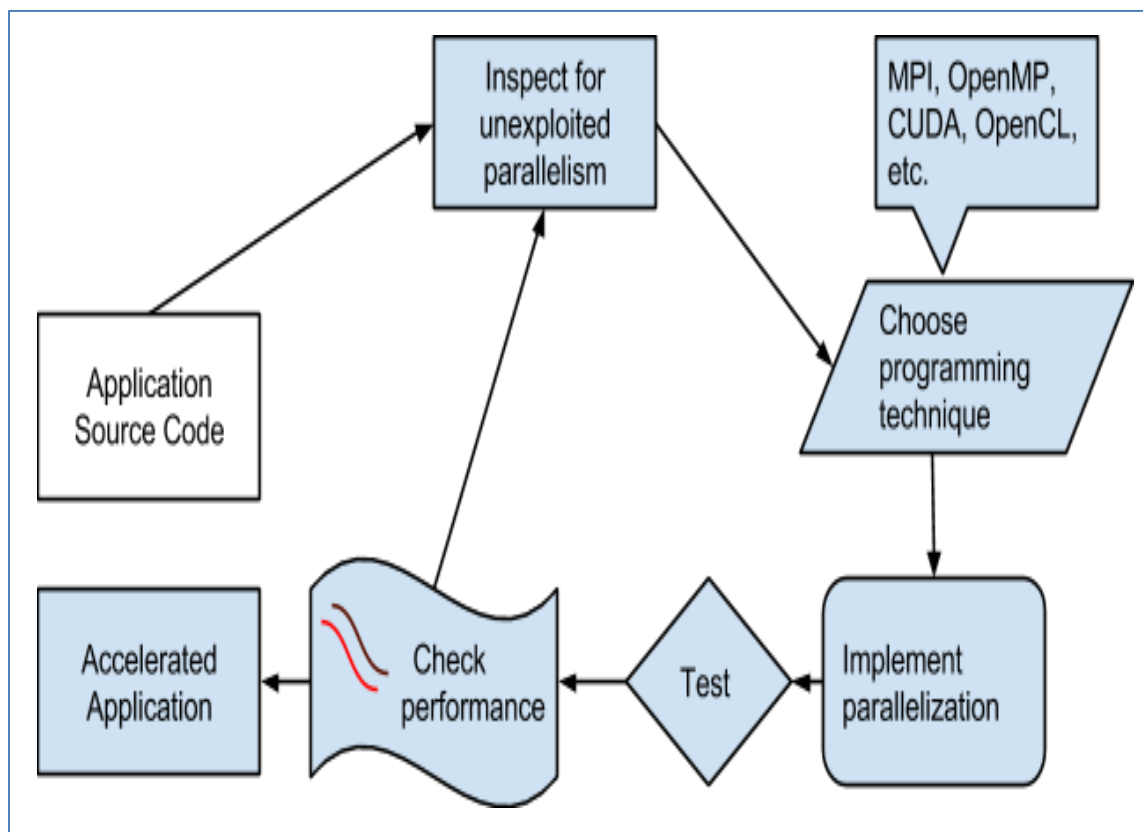 Inspect for
unexploited
parallelism
MPI, OpenMP,
CUDA, OpenCL,
etc.
Choose
programming
technique
Application
Source Code
Accelerated
Application
Check
performance
Test
Implement
parallelization